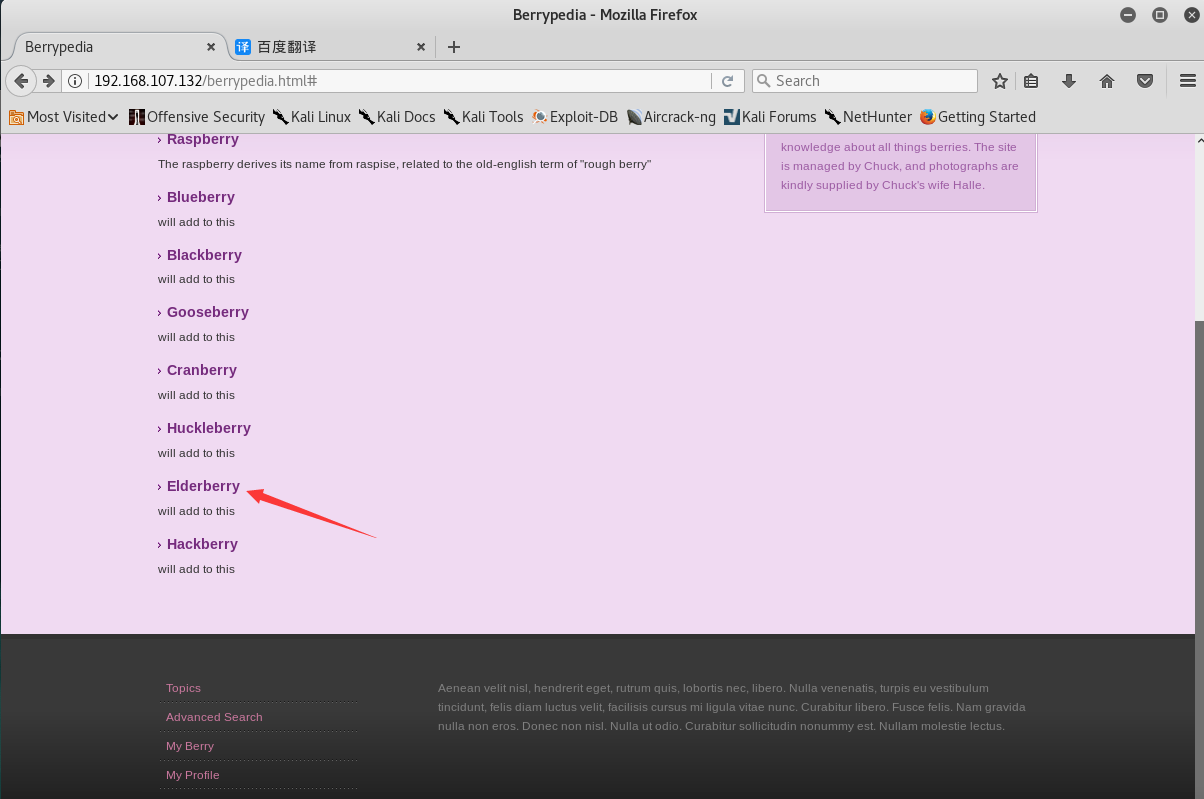 Berrypedia - Mozilla Firefox
Berrypedia
译 百度翻译
192.168.107.132/berrypedia.html#
Search
Most Visited
Offensive Security
Kali Linux
Kali Docs
Kali Tools
Exploit-DB
Aircrack-ng
Kali Forums
NetHunter
Getting Started
Raspberry
The raspberry derives its name from raspise, related to the old-english term of "rough berry"
Blueberry
will add to this
Blackberry
will add to this
Gooseberry
will add to this
Cranberry
will add to this
Huckleberry
will add to this
Elderberry
will add to this
Hackberry
will add to this
knowledge about all things berries. The site
is managed by Chuck, and photographs are
kindly supplied by Chuck's wife Halle.
Topics
Advanced Search
My Berry
My Profile
Aenean velit nisl, hendrerit eget, rutrum quis, lobortis nec, libero. Nulla venenatis, turpis eu vestibulum
tincidunt, felis diam luctus velit, facilisis cursus mi ligula vitae nunc. Curabitur libero. Fusce felis. Nam gravida
nulla non eros. Donec non nisl. Nulla ut odio. Curabitur sollicitudin nonummy est. Nullam molestie lectus.